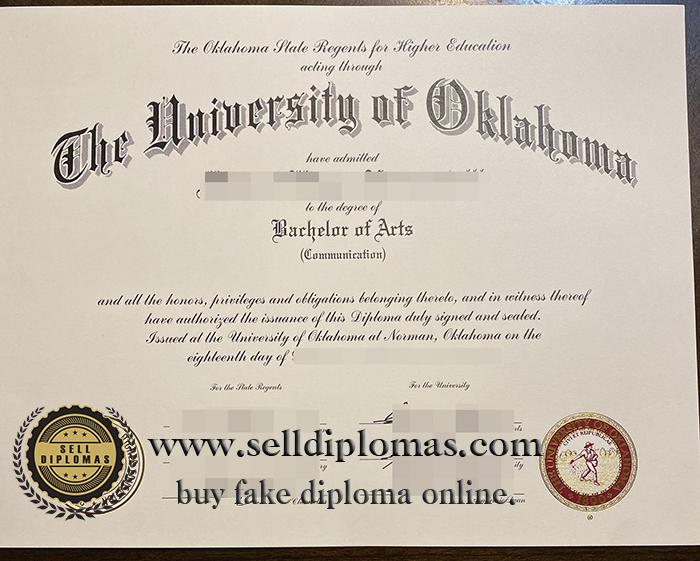 The Oklahoma State Regents for Higher Education
acting through
The University of Oklahoma
have admitted
to the degree of
Bachelor of Arts
(Communication)
and all the honors, privileges and obligations belonging thereto, and in witness thereof
have authorized the issuance of this Diploma duly signed and sealed.
Issued at the University of Oklahoma at Norman, Oklahoma on the
eighteenth day of
For the State Regents
For the University
SELL
DIPLOMAS
www.selldiplomas.com
buy fake diploma online.
CIVI ET REIPUBLICAE